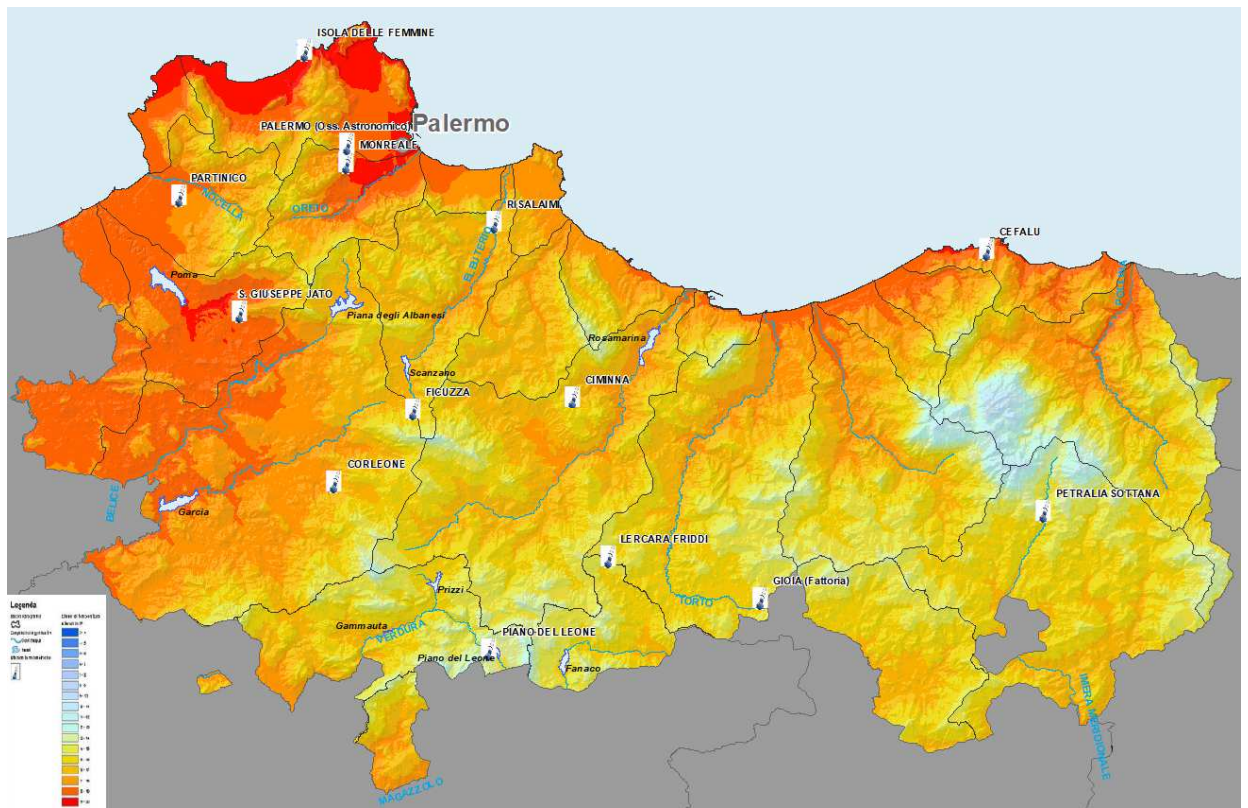 ISOLA DELLE FEMMINE
PALERMO (Oss. Astronomico)
Palermo
MONREALE
PARTINICO
NOCELLA
ORETO
RISALAIMI
ELEUTERIO
CEFALU
POLLINA
Poma
S. GIUSEPPE JATO
Piana degli Albanesi
Rosamarina
Scanzano
CIMINNA
FICUZZA
CORLEONE
BELICE
Garcia
PETRALIA SOTTANA
LERCARA FRIDDI
GIOIA (Fattoria)
TORTO
Prizzi
Gammauta
VERDURA
PIANO DEL LEONE
Piano del Leone
Fanaco
IMERA MERIDIONALE
MAGAZZOLO
Legenda